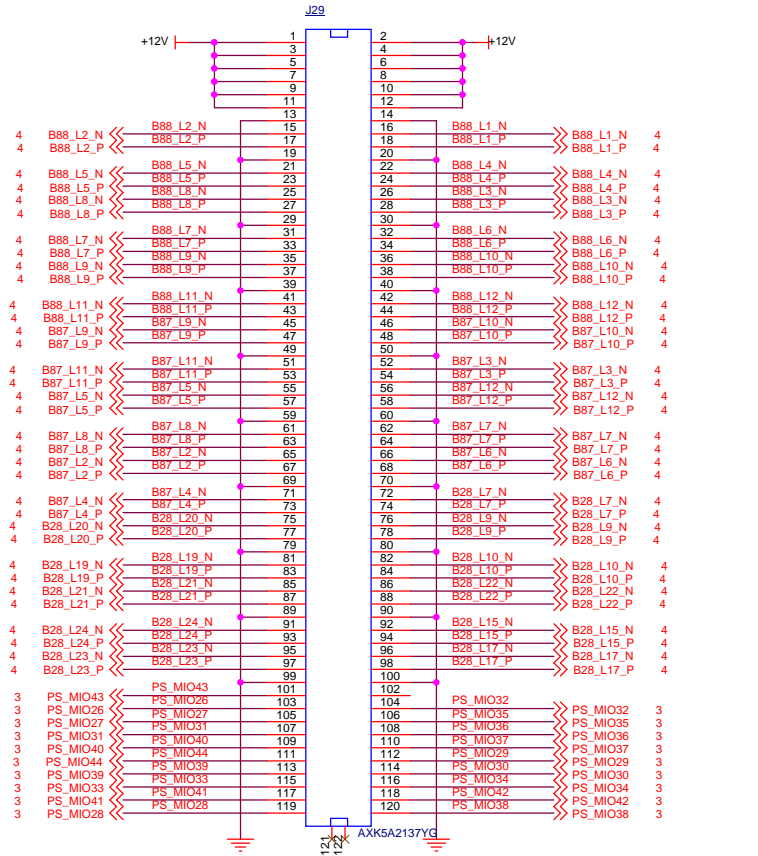 J29
+12V 1 2 +12V
3 4
5 6
7 8
9 10
11 12
13 14
4 B88_L2_N B88_L2_N 15 16 B88_L1_N B88_L1_N 4
4 B88_L2_P B88_L2_P 17 18 B88_L1_P B88_L1_P 4
19 20
4 B88_L5_N B88_L5_N 21 22 B88_L4_N B88_L4_N 4
4 B88_L5_P B88_L5_P 23 24 B88_L4_P B88_L4_P 4
4 B88_L8_N B88_L8_N 25 26 B88_L3_N B88_L3_N 4
4 B88_L8_P B88_L8_P 27 28 B88_L3_P B88_L3_P 4
29 30
4 B88_L7_N B88_L7_N 31 32 B88_L6_N B88_L6_N 4
4 B88_L7_P B88_L7_P 33 34 B88_L6_P B88_L6_P 4
4 B88_L9_N B88_L9_N 35 36 B88_L10_N B88_L10_N 4
4 B88_L9_P B88_L9_P 37 38 B88_L10_P B88_L10_P 4
39 40
4 B88_L11_N B88_L11_N 41 42 B88_L12_N B88_L12_N 4
4 B88_L11_P B88_L11_P 43 44 B88_L12_P B88_L12_P 4
4 B87_L9_N B87_L9_N 45 46 B87_L10_N B87_L10_N 4
4 B87_L9_P B87_L9_P 47 48 B87_L10_P B87_L10_P 4
49 50
4 B87_L11_N B87_L11_N 51 52 B87_L3_N B87_L3_N 4
4 B87_L11_P B87_L11_P 53 54 B87_L3_P B87_L3_P 4
4 B87_L5_N B87_L5_N 55 56 B87_L12_N B87_L12_N 4
4 B87_L5_P B87_L5_P 57 58 B87_L12_P B87_L12_P 4
59 60
4 B87_L8_N B87_L8_N 61 62 B87_L7_N B87_L7_N 4
4 B87_L8_P B87_L8_P 63 64 B87_L7_P B87_L7_P 4
4 B87_L2_N B87_L2_N 65 66 B87_L6_N B87_L6_N 4
4 B87_L2_P B87_L2_P 67 68 B87_L6_P B87_L6_P 4
69 70
4 B87_L4_N B87_L4_N 71 72 B28_L7_N B28_L7_N 4
4 B87_L4_P B87_L4_P 73 74 B28_L7_P B28_L7_P 4
4 B28_L20_N B28_L20_N 75 76 B28_L9_N B28_L9_N 4
4 B28_L20_P B28_L20_P 77 78 B28_L9_P B28_L9_P 4
79 80
4 B28_L19_N B28_L19_N 81 82 B28_L10_N B28_L10_N 4
4 B28_L19_P B28_L19_P 83 84 B28_L10_P B28_L10_P 4
4 B28_L21_N B28_L21_N 85 86 B28_L22_N B28_L22_N 4
4 B28_L21_P B28_L21_P 87 88 B28_L22_P B28_L22_P 4
89 90
4 B28_L24_N B28_L24_N 91 92 B28_L15_N B28_L15_N 4
4 B28_L24_P B28_L24_P 93 94 B28_L15_P B28_L15_P 4
4 B28_L23_N B28_L23_N 95 96 B28_L17_N B28_L17_N 4
4 B28_L23_P B28_L23_P 97 98 B28_L17_P B28_L17_P 4
99 100
3 PS_MIO43 PS_MIO43 101 102
3 PS_MIO26 PS_MIO26 103 104 PS_MIO32 PS_MIO32 3
3 PS_MIO27 PS_MIO27 105 106 PS_MIO35 PS_MIO35 3
3 PS_MIO31 PS_MIO31 107 108 PS_MIO36 PS_MIO36 3
3 PS_MIO40 PS_MIO40 109 110 PS_MIO37 PS_MIO37 3
3 PS_MIO44 PS_MIO44 111 112 PS_MIO29 PS_MIO29 3
3 PS_MIO39 PS_MIO39 113 114 PS_MIO30 PS_MIO30 3
3 PS_MIO33 PS_MIO33 115 116 PS_MIO34 PS_MIO34 3
3 PS_MIO41 PS_MIO41 117 118 PS_MIO42 PS_MIO42 3
3 PS_MIO28 PS_MIO28 119 120 PS_MIO38 PS_MIO38 3
121 122 AXK5A2137YG